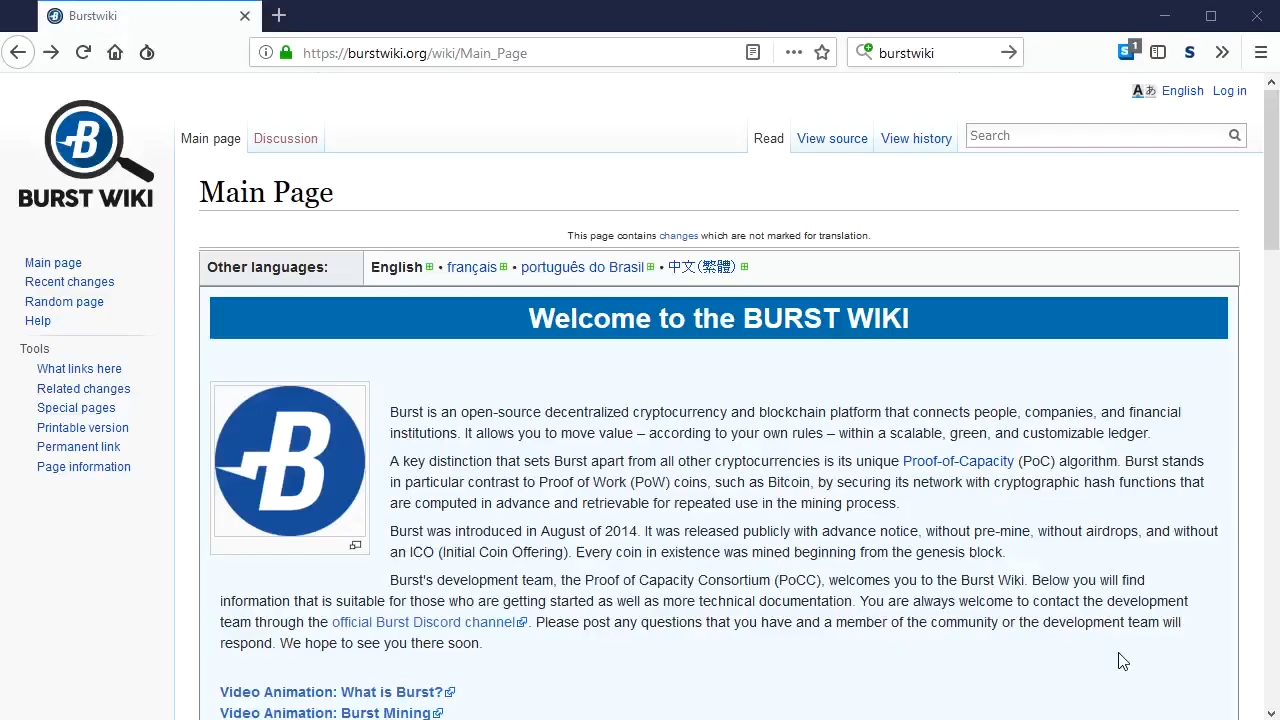 Burstwiki
https://burstwiki.org/wiki/Main_Page
burstwiki
S 1
S
A あ English Log in
B
BURST WIKI
Main page Discussion Read View source View history Search
Main Page
This page contains changes which are not marked for translation.
Other languages: English • français • português do Brasil • 中文(繁體)
Main page
Recent changes
Random page
Help
Tools
What links here
Related changes
Special pages
Printable version
Permanent link
Page information
Welcome to the BURST WIKI
B
Burst is an open-source decentralized cryptocurrency and blockchain platform that connects people, companies, and financial
institutions. It allows you to move value – according to your own rules – within a scalable, green, and customizable ledger.
A key distinction that sets Burst apart from all other cryptocurrencies is its unique Proof-of-Capacity (PoC) algorithm. Burst stands
in particular contrast to Proof of Work (PoW) coins, such as Bitcoin, by securing its network with cryptographic hash functions that
are computed in advance and retrievable for repeated use in the mining process.
Burst was introduced in August of 2014. It was released publicly with advance notice, without pre-mine, without airdrops, and without
an ICO (Initial Coin Offering). Every coin in existence was mined beginning from the genesis block.
Burst's development team, the Proof of Capacity Consortium (PoCC), welcomes you to the Burst Wiki. Below you will find
information that is suitable for those who are getting started as well as more technical documentation. You are always welcome to contact the development
team through the official Burst Discord channel. Please post any questions that you have and a member of the community or the development team will
respond. We hope to see you there soon.
Video Animation: What is Burst?
Video Animation: Burst Mining